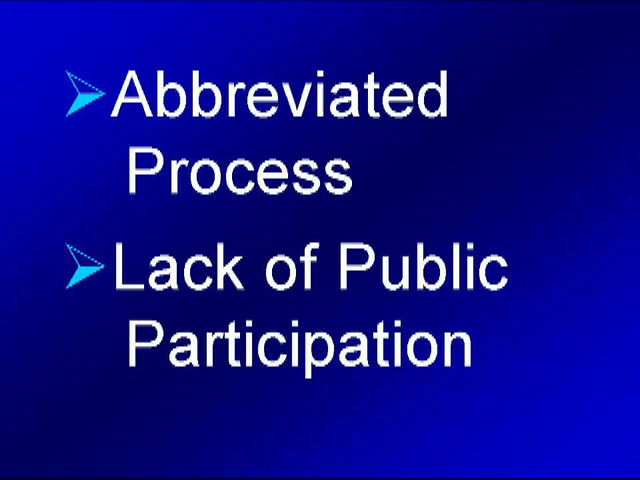 Abbreviated
Process
Lack of Public
Participation